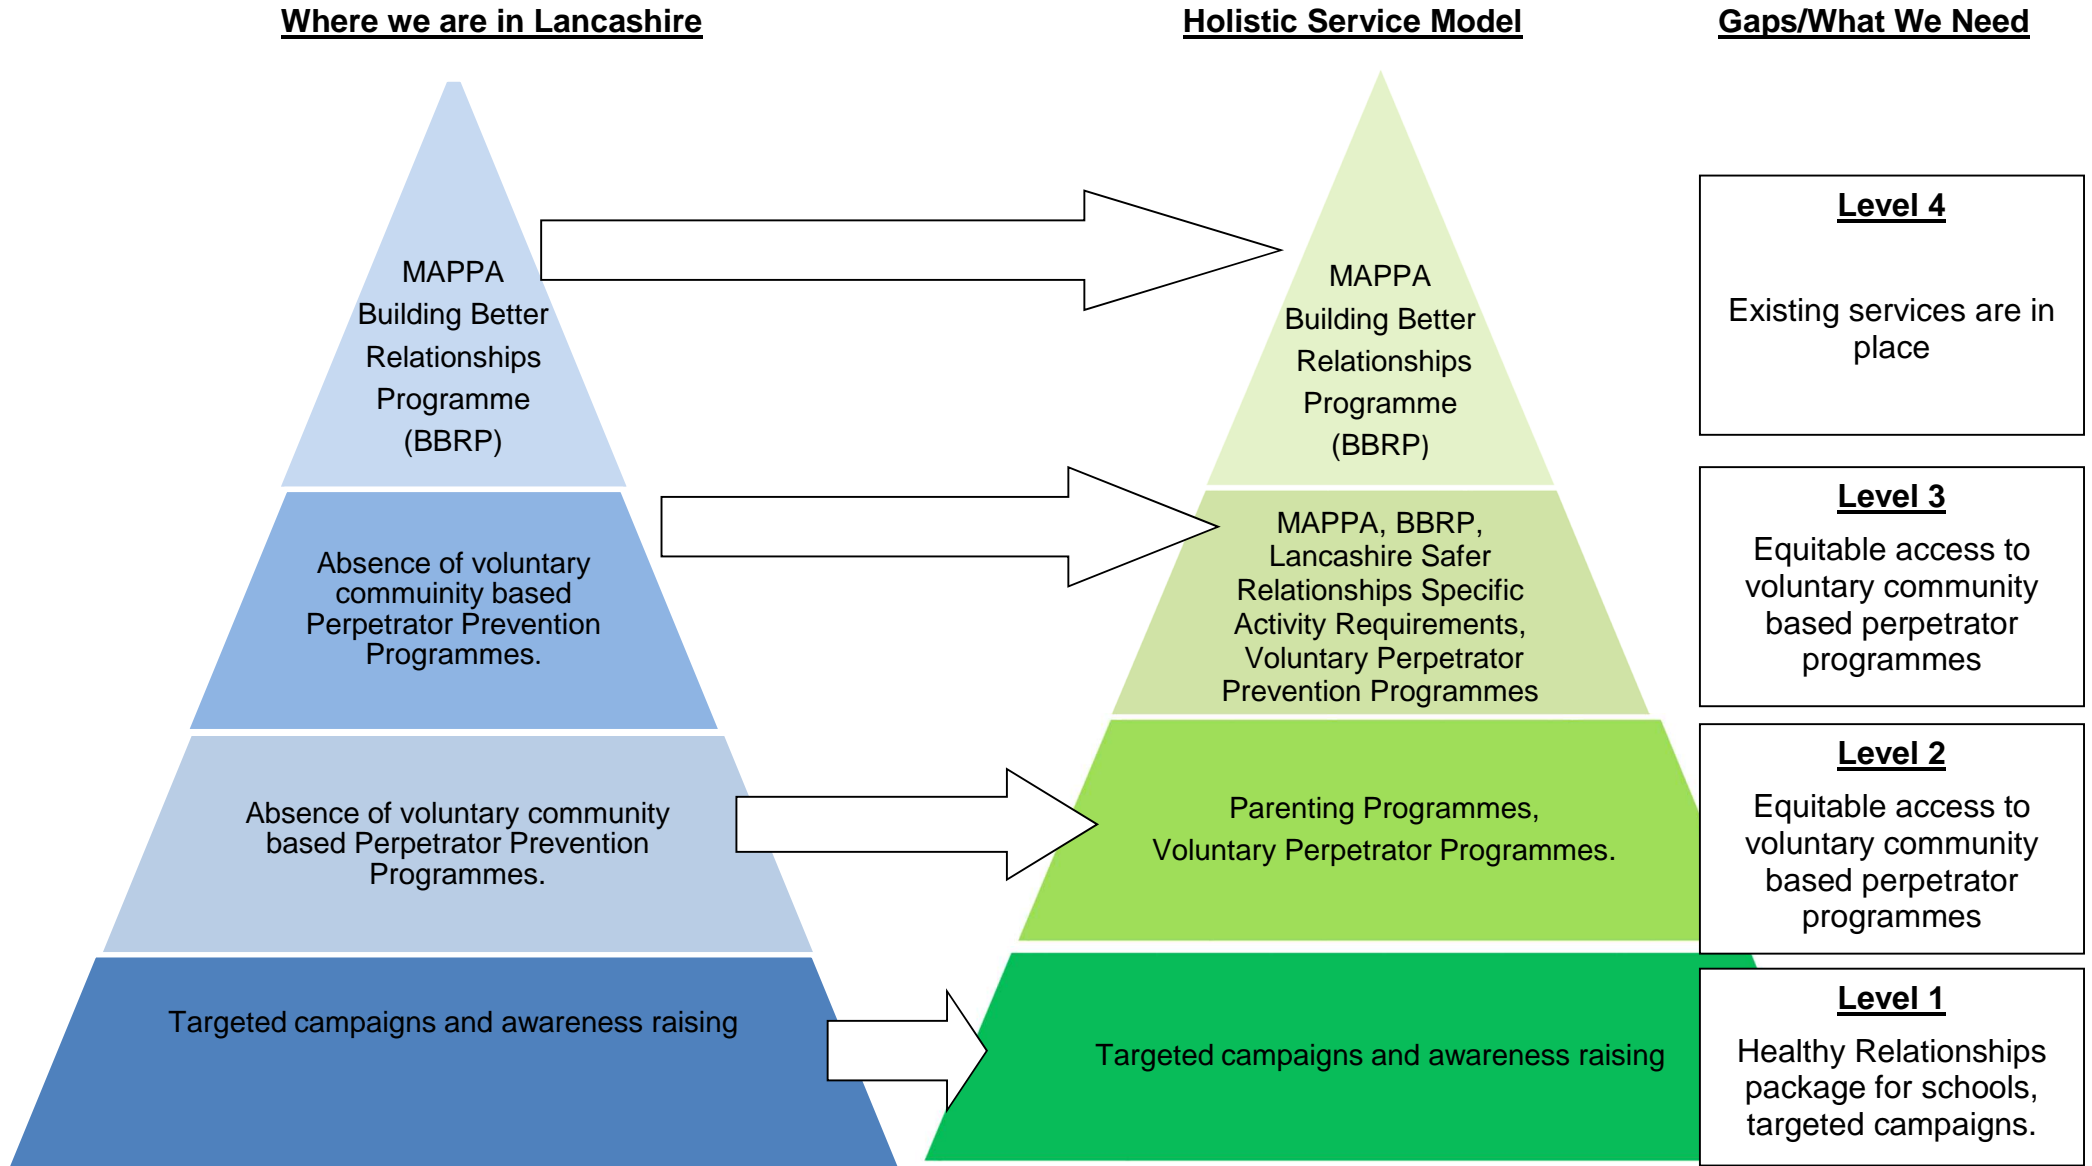 Where we are in Lancashire
Holistic Service Model
Gaps/What We Need
MAPPA
Building Better
Relationships
Programme
(BBRP)
MAPPA
Building Better
Relationships
Programme
(BBRP)
Level 4
Existing services are in
place
Absence of voluntary
commuinity based
Perpetrator Prevention
Programmes.
MAPPA, BBRP,
Lancashire Safer
Relationships Specific
Activity Requirements,
Voluntary Perpetrator
Prevention Programmes
Level 3
Equitable access to
voluntary community
based perpetrator
programmes
Absence of voluntary community
based Perpetrator Prevention
Programmes.
Parenting Programmes,
Voluntary Perpetrator Programmes.
Level 2
Equitable access to
voluntary community
based perpetrator
programmes
Targeted campaigns and awareness raising
Targeted campaigns and awareness raising
Level 1
Healthy Relationships
package for schools,
targeted campaigns.